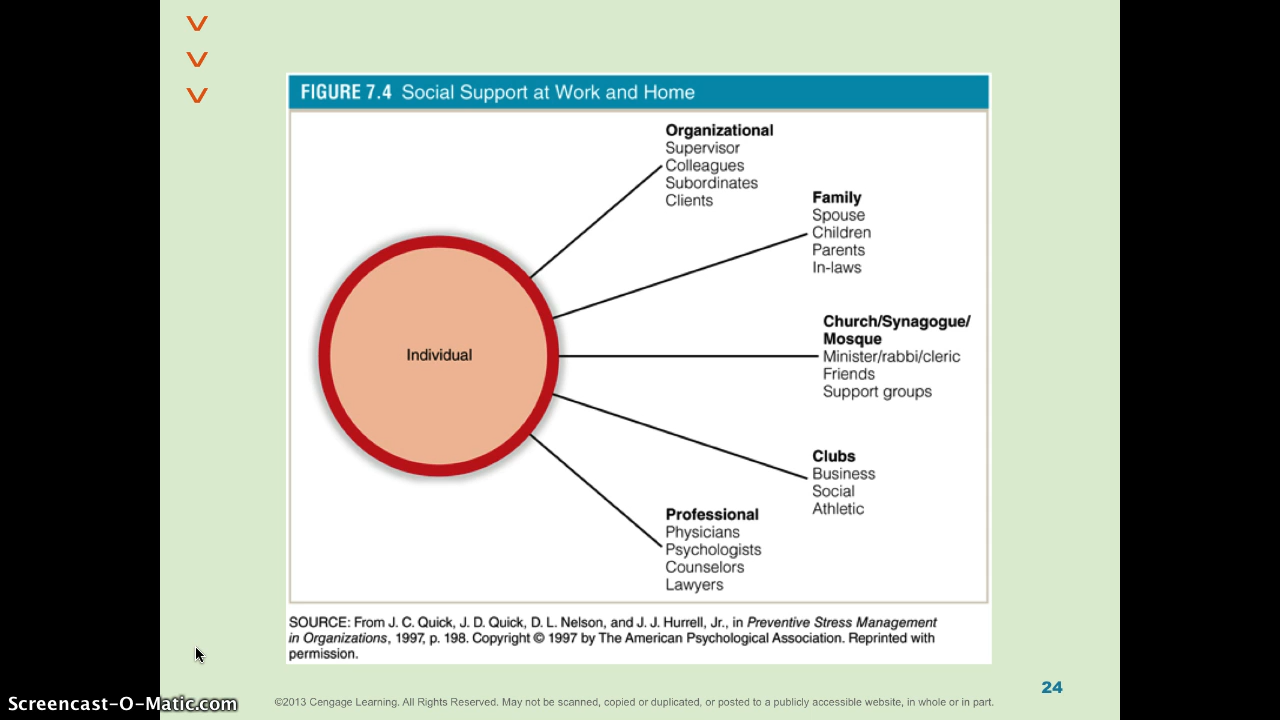 FIGURE 7.4 Social Support at Work and Home
Organizational
Supervisor
Colleagues
Subordinates
Clients
Family
Spouse
Children
Parents
In-laws
Individual
Church/Synagogue/
Mosque
Minister/rabbi/cleric
Friends
Support groups
Clubs
Business
Social
Athletic
Professional
Physicians
Psychologists
Counselors
Lawyers
SOURCE: From J. C. Quick, J. D. Quick, D. L. Nelson, and J. J. Hurrell, Jr., in Preventive Stress Management
in Organizations, 1997, p. 198. Copyright © 1997 by The American Psychological Association. Reprinted with
permission.
24
©2013 Cengage Learning. All Rights Reserved. May not be scanned, copied or duplicated, or posted to a publicly accessible website, in whole or in part.
Screencast-O-Matic.com